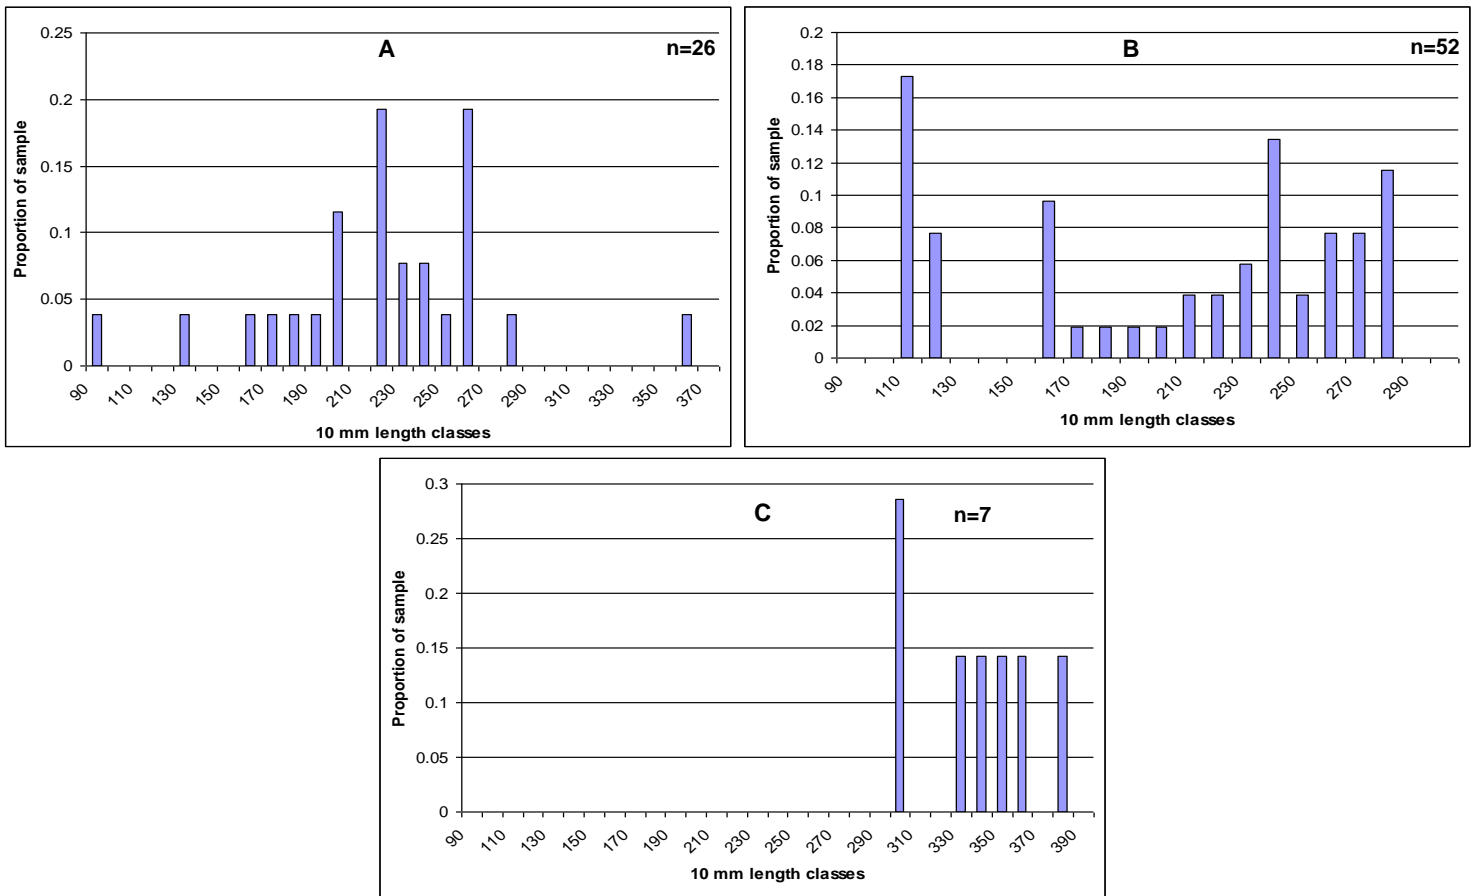 A
n=26
Proportion of sample
0.25
0.2
0.15
0.1
0.05
0
90 110 130 150 170 190 210 230 250 270 290 310 330 350 370
10 mm length classes
B
n=52
Proportion of sample
0.2
0.18
0.16
0.14
0.12
0.1
0.08
0.06
0.04
0.02
0
90 110 130 150 170 190 210 230 250 270 290
10 mm length classes
C
n=7
Proportion of sample
0.3
0.25
0.2
0.15
0.1
0.05
0
90 110 130 150 170 190 210 230 250 270 290 310 330 350 370 390
10 mm length classes